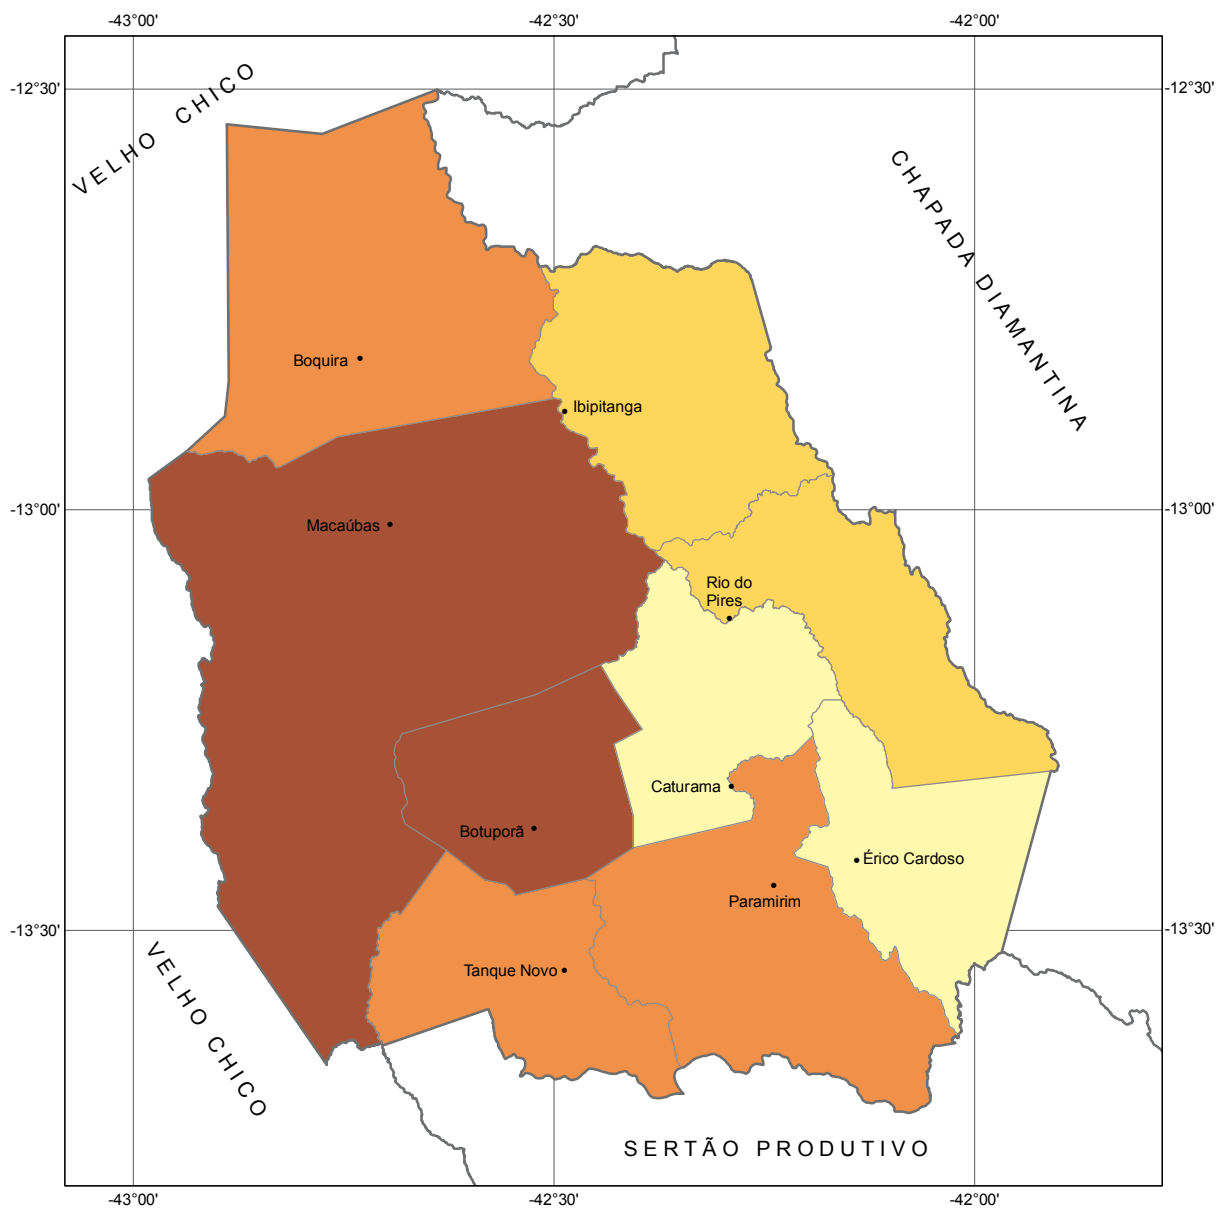 -43°00'
-42°30'
-42°00'
-12°30'
-12°30'
VELHO CHICO
CHAPADA DIAMANTINA
Boquira
Ibipitanga
-13°00'
-13°00'
Macaúbas
Rio do
Pires
Caturama
Botuporã
Érico Cardoso
Paramirim
-13°30'
-13°30'
Tanque Novo
VELHO CHICO
SERTÃO PRODUTIVO
-43°00'
-42°30'
-42°00'